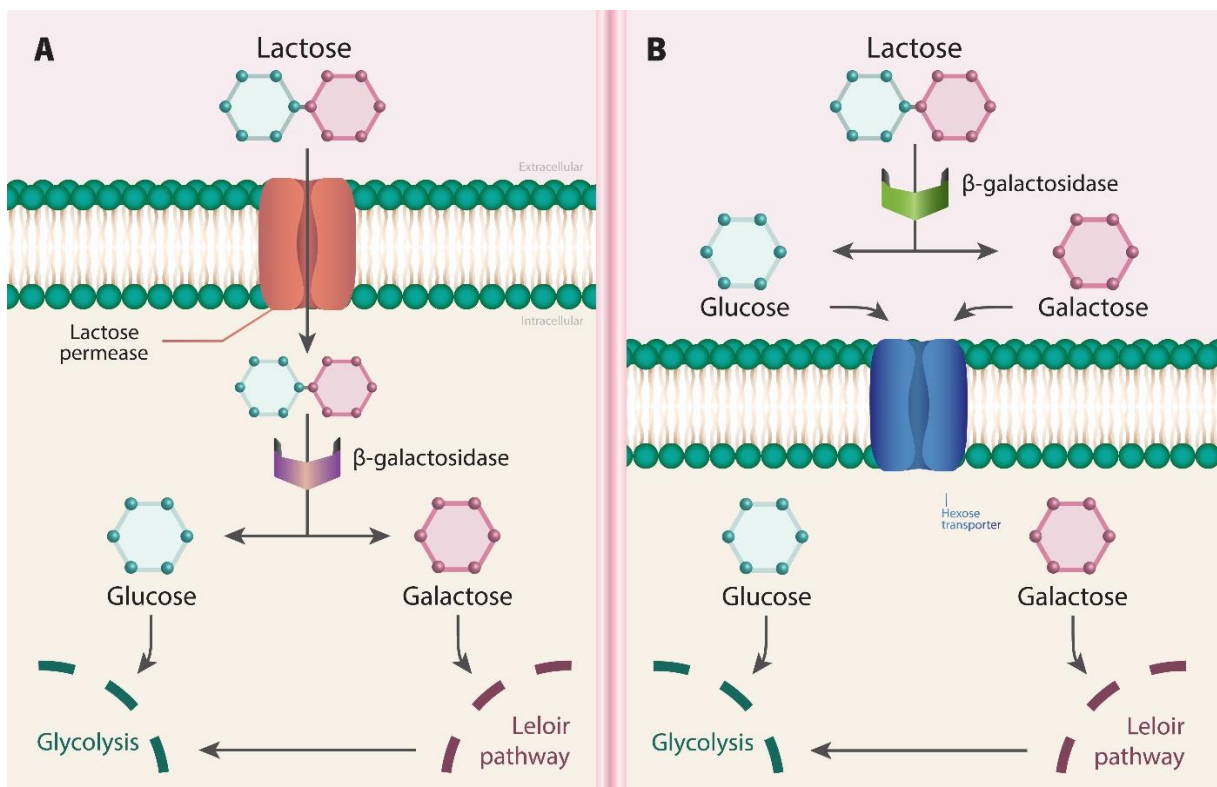 A
Lactose
Extracellular
Lactose
permease
Intracellular
β-galactosidase
Glucose
Galactose
Glycolysis
Leloir
pathway
B
Lactose
β-galactosidase
Glucose
Galactose
Hexose
transporter
Glucose
Galactose
Glycolysis
Leloir
pathway